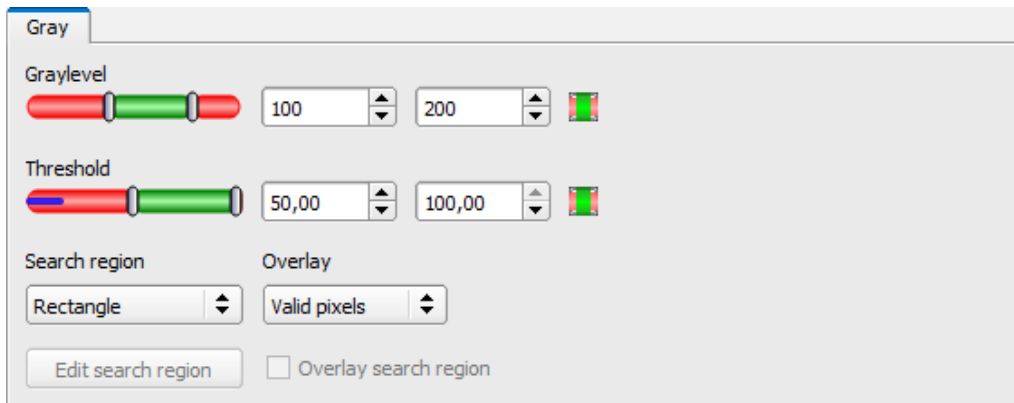 Gray
Graylevel
100 200
Threshold
50,00 100,00
Search region Overlay
Rectangle Valid pixels
Edit search region Overlay search region